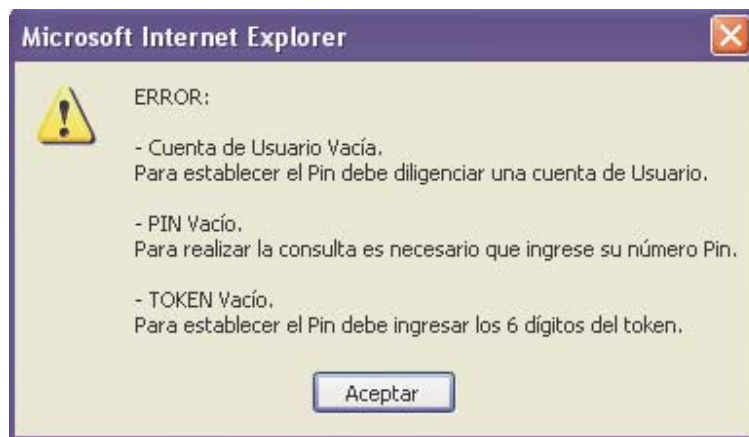 Microsoft Internet Explorer
ERROR:
- Cuenta de Usuario Vacía.
Para establecer el Pin debe diligenciar una cuenta de Usuario.
- PIN Vacío.
Para realizar la consulta es necesario que ingrese su número Pin.
- TOKEN Vacío.
Para establecer el Pin debe ingresar los 6 dígitos del token.
Aceptar